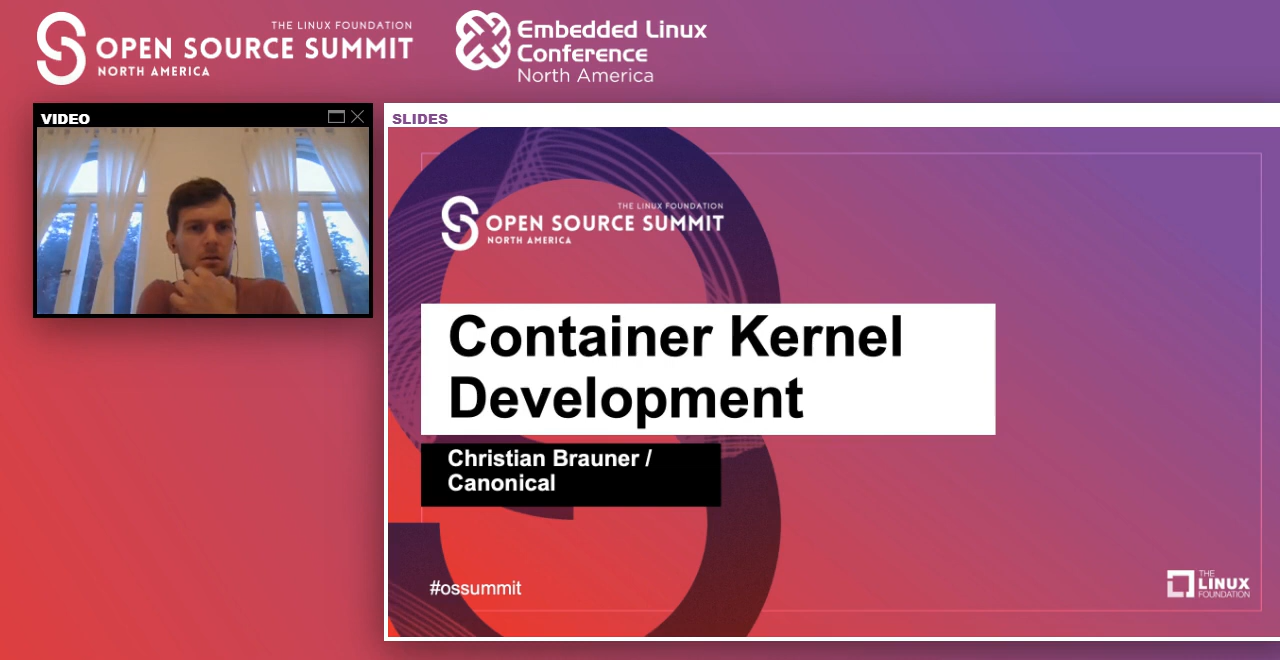 THE LINUX FOUNDATION
OPEN SOURCE SUMMIT
NORTH AMERICA
Embedded Linux
Conference
North America
VIDEO
SLIDES
THE LINUX FOUNDATION
OPEN SOURCE SUMMIT
NORTH AMERICA
Container Kernel
Development
Christian Brauner /
Canonical
#ossummit
THE
LINUX
FOUNDATION